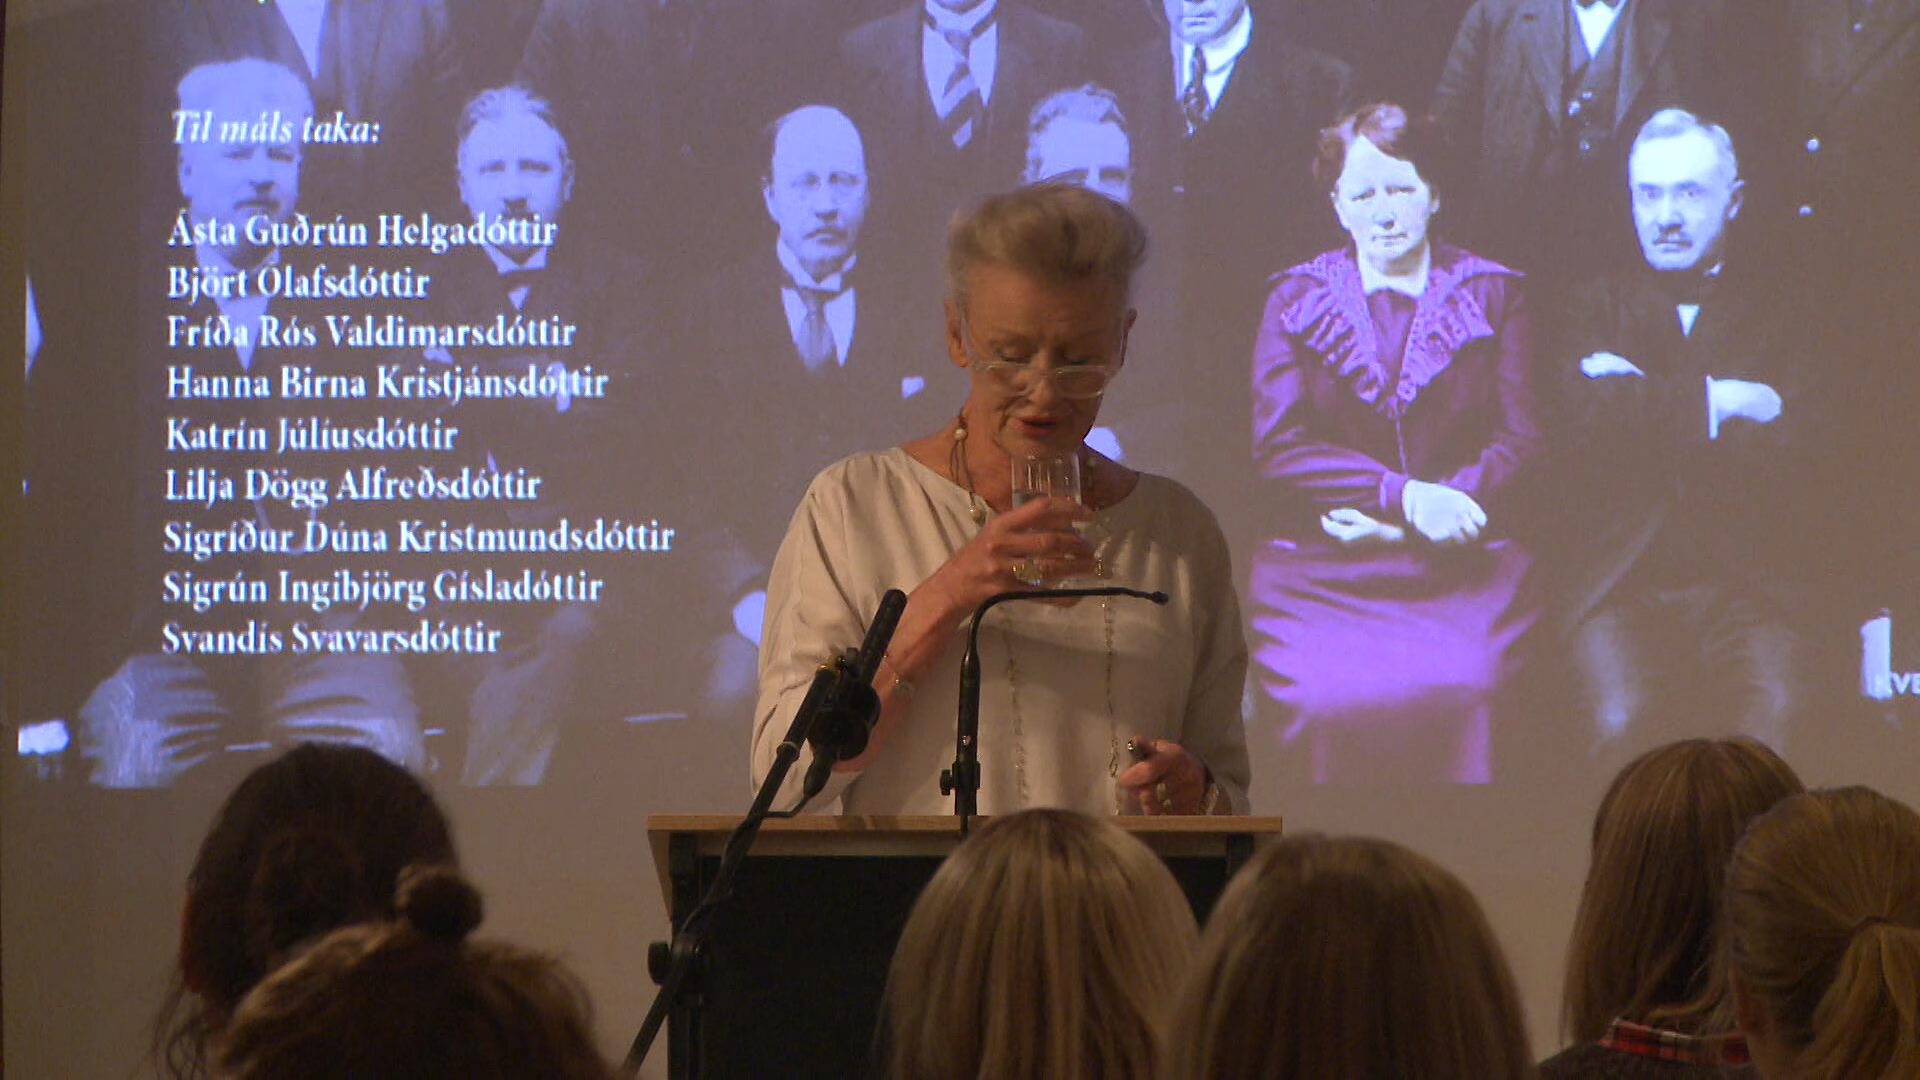 Til máls taka:
Ásta Guðrún Helgadóttir
Björt Ólafsdóttir
Fríða Rós Valdimarsdóttir
Hanna Birna Kristjánsdóttir
Katrín Júlíusdóttir
Lilja Dögg Alfreðsdóttir
Sigríður Dúna Kristmundsdóttir
Sigrún Ingibjörg Gísladóttir
Svandís Svavarsdóttir